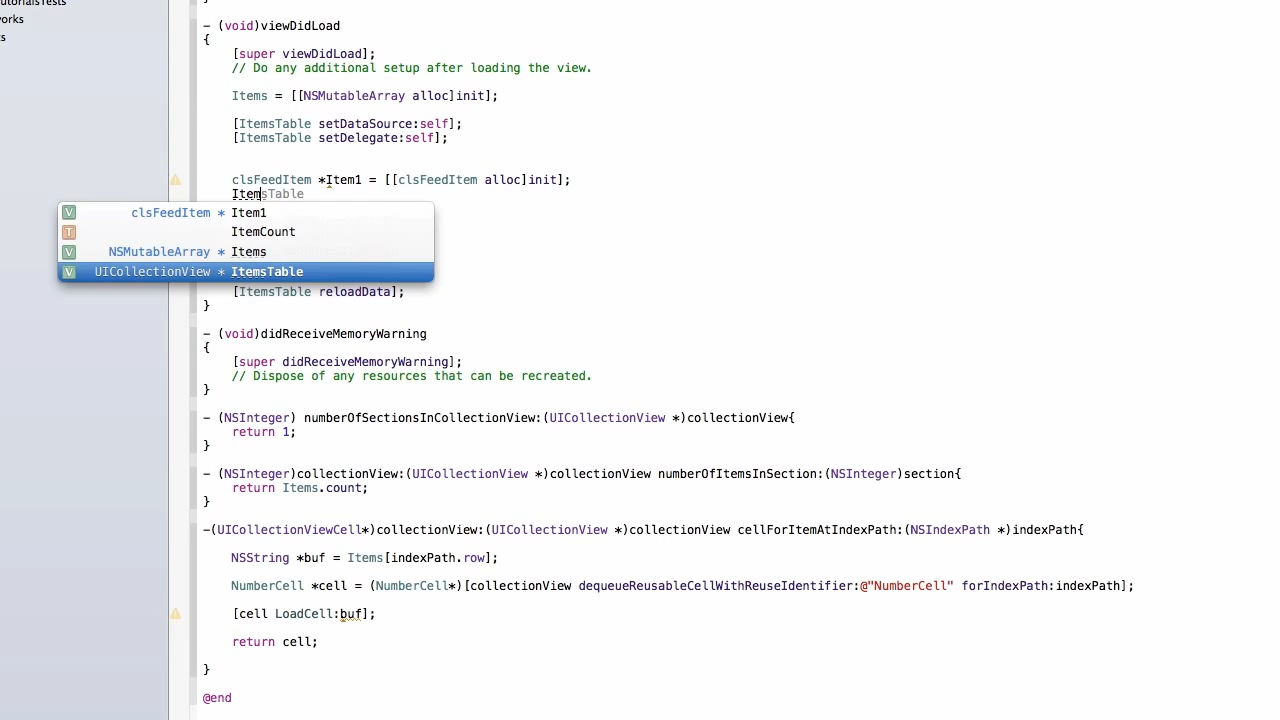 utorialsTests
}
works
ts
- (void)viewDidLoad
{
[super viewDidLoad];
// Do any additional setup after loading the view.
Items = [[NSMutableArray alloc]init];
[ItemsTable setDataSource:self];
[ItemsTable setDelegate:self];
clsFeedItem *Item1 = [[clsFeedItem alloc]init];
ItemsTable
V clsFeedItem * Item1
T ItemCount
V NSMutableArray * Items
V UICollectionView * ItemsTable
[ItemsTable reloadData];
}
- (void)didReceiveMemoryWarning
{
[super didReceiveMemoryWarning];
// Dispose of any resources that can be recreated.
}
- (NSInteger) numberOfSectionsInCollectionView:(UICollectionView *)collectionView{
return 1;
}
- (NSInteger)collectionView:(UICollectionView *)collectionView numberOfItemsInSection:(NSInteger)section{
return Items.count;
}
-(UICollectionViewCell*)collectionView:(UICollectionView *)collectionView cellForItemAtIndexPath:(NSIndexPath *)indexPath{
NSString *buf = Items[indexPath.row];
NumberCell *cell = (NumberCell*)[collectionView dequeueReusableCellWithReuseIdentifier:@"NumberCell" forIndexPath:indexPath];
[cell LoadCell:buf];
return cell;
}
@end